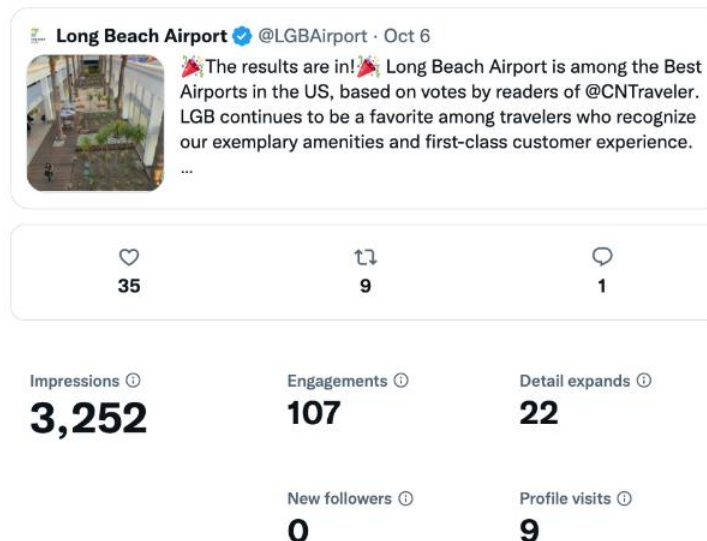 Long Beach Airport @LGBAirport · Oct 6
🎉The results are in!🎉 Long Beach Airport is among the Best
Airports in the US, based on votes by readers of @CNTraveler.
LGB continues to be a favorite among travelers who recognize
our exemplary amenities and first-class customer experience.
...
35 9 1
Impressions Engagements Detail expands
3,252 107 22
New followers Profile visits
0 9